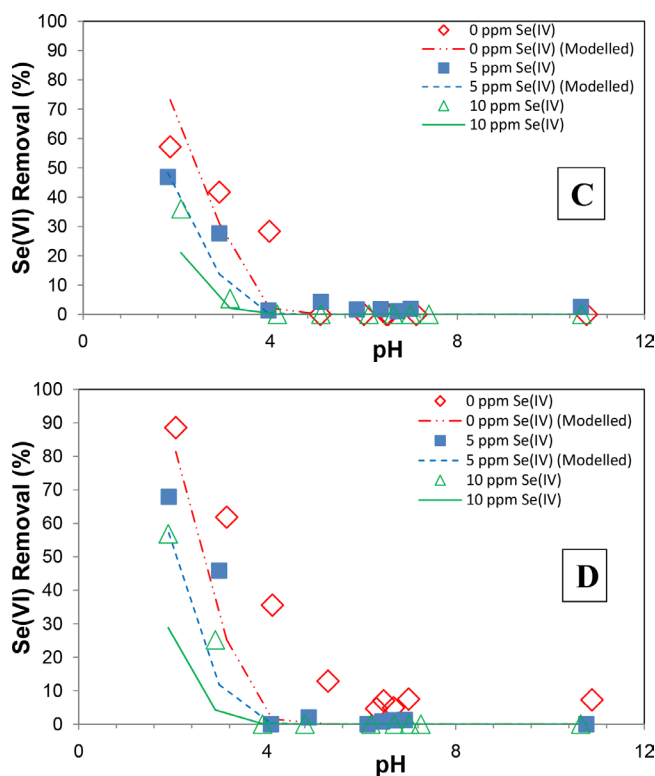 100
90
80
70
60
50
40
30
20
10
0
Se(VI) Removal (%)
0 ppm Se(IV)
0 ppm Se(IV) (Modelled)
5 ppm Se(IV)
5 ppm Se(IV) (Modelled)
10 ppm Se(IV)
10 ppm Se(IV)
C
0 4 8 12
pH
100
90
80
70
60
50
40
30
20
10
0
Se(VI) Removal (%)
0 ppm Se(IV)
0 ppm Se(IV) (Modelled)
5 ppm Se(IV)
5 ppm Se(IV) (Modelled)
10 ppm Se(IV)
10 ppm Se(IV)
D
0 4 8 12
pH